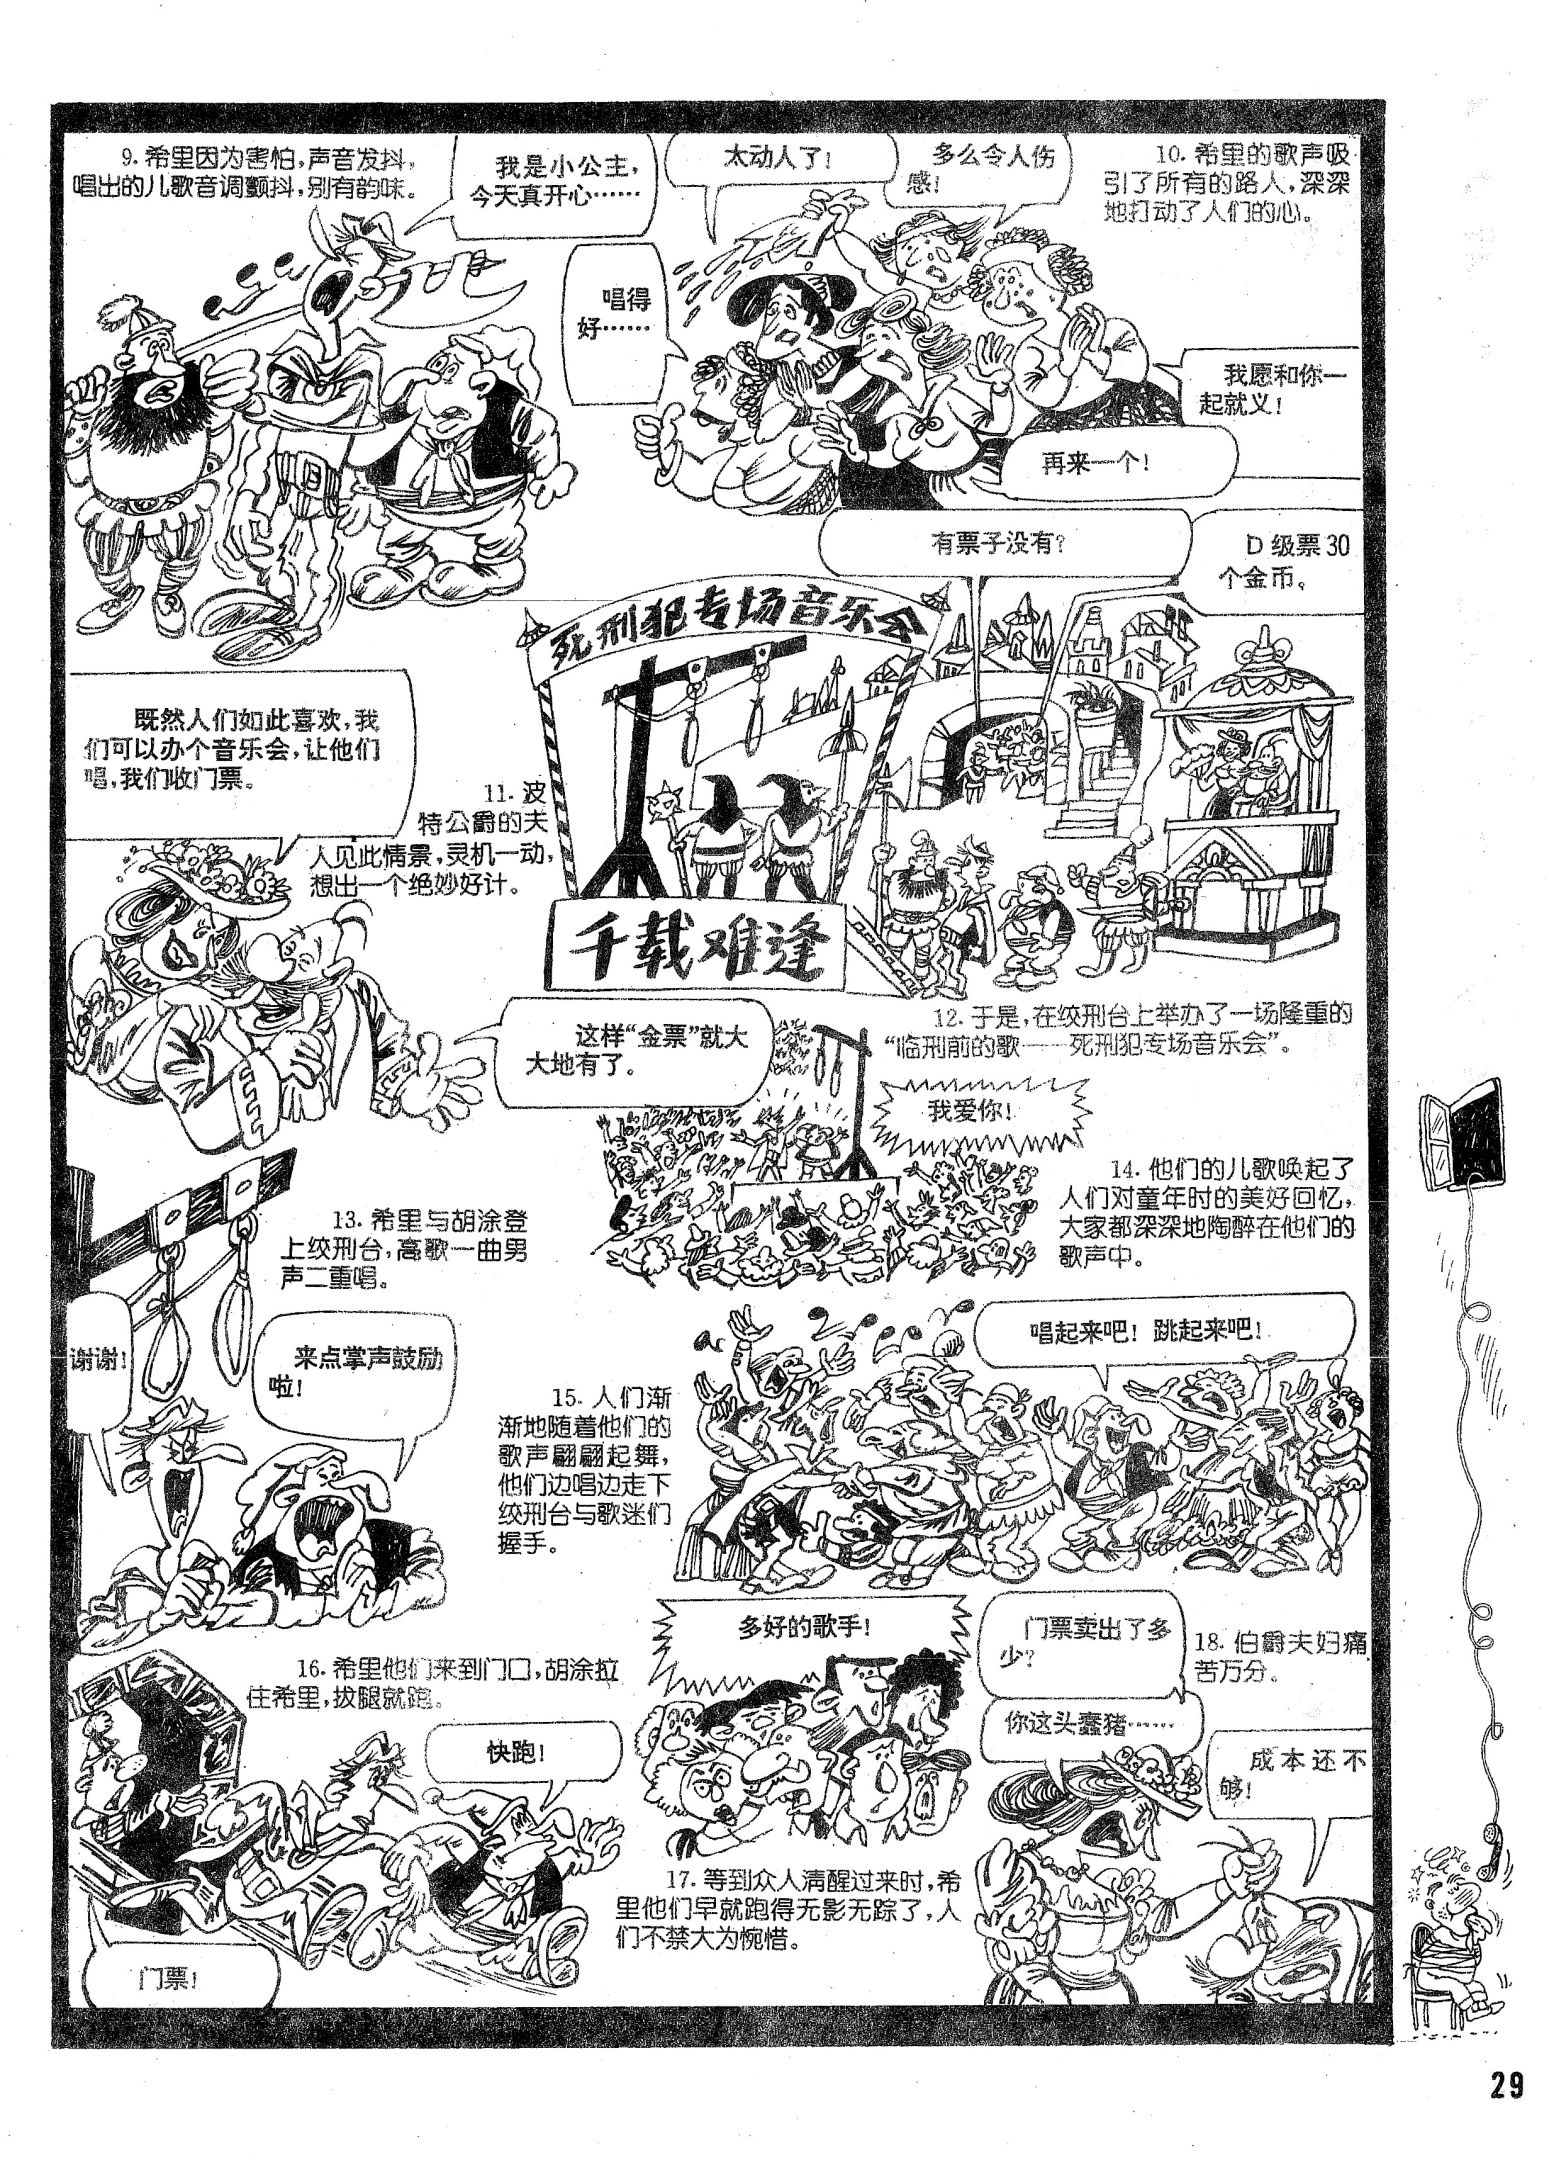 9. 希里因为害怕，声音发抖，
唱出的儿歌音调颤抖，别有韵味。
我是小公主，
今天真开心……
太动人了！
多么令人伤
感！
10. 希里的歌声吸
引了所有的路人，深深
地打动了人们的心。
唱得
好……
我愿和你一
起就义！
再来一个！
有票子没有？
D级票30
个金币。
死刑犯专场音乐会
既然人们如此喜欢，我
们可以办个音乐会，让他们
唱，我们收门票。
11. 波
特公爵的夫
人见此情景，灵机一动，
想出一个绝妙好计。
千载难逢
这样“金票”就大
大地有了。
12. 于是，在绞刑台上举办了一场隆重的
“临刑前的歌——死刑犯专场音乐会”。
13. 希里与胡涂登
上绞刑台，高歌一曲男
声二重唱。
谢谢！
来点掌声鼓励
啦！
我爱你！
14. 他们的儿歌唤起了
人们对童年时的美好回忆，
大家都深深地陶醉在他们的
歌声中。
15. 人们渐
渐地随着他们的
歌声翩翩起舞，
他们边唱边走下
绞刑台与歌迷们
握手。
唱起来吧！跳起来吧！
16. 希里他们来到门口，胡涂拉
住希里，拔腿就跑。
快跑！
门票！
多好的歌手！
17. 等到众人清醒过来时，希
里他们早就跑得无影无踪了，人
们不禁大为惋惜。
门票卖出了多
少？
18. 伯爵夫妇痛
苦万分。
你这头蠢猪……
成本还不
够！
29